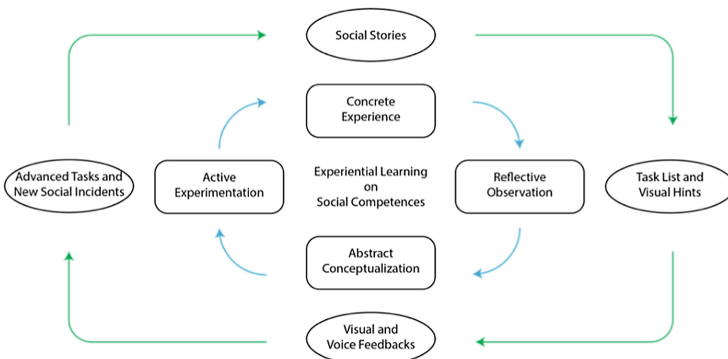 Social Stories
Concrete
Experience
Advanced Tasks and
New Social Incidents
Active
Experimentation
Experiential Learning
on
Social Competences
Reflective
Observation
Task List and
Visual Hints
Abstract
Conceptualization
Visual and
Voice Feedbacks